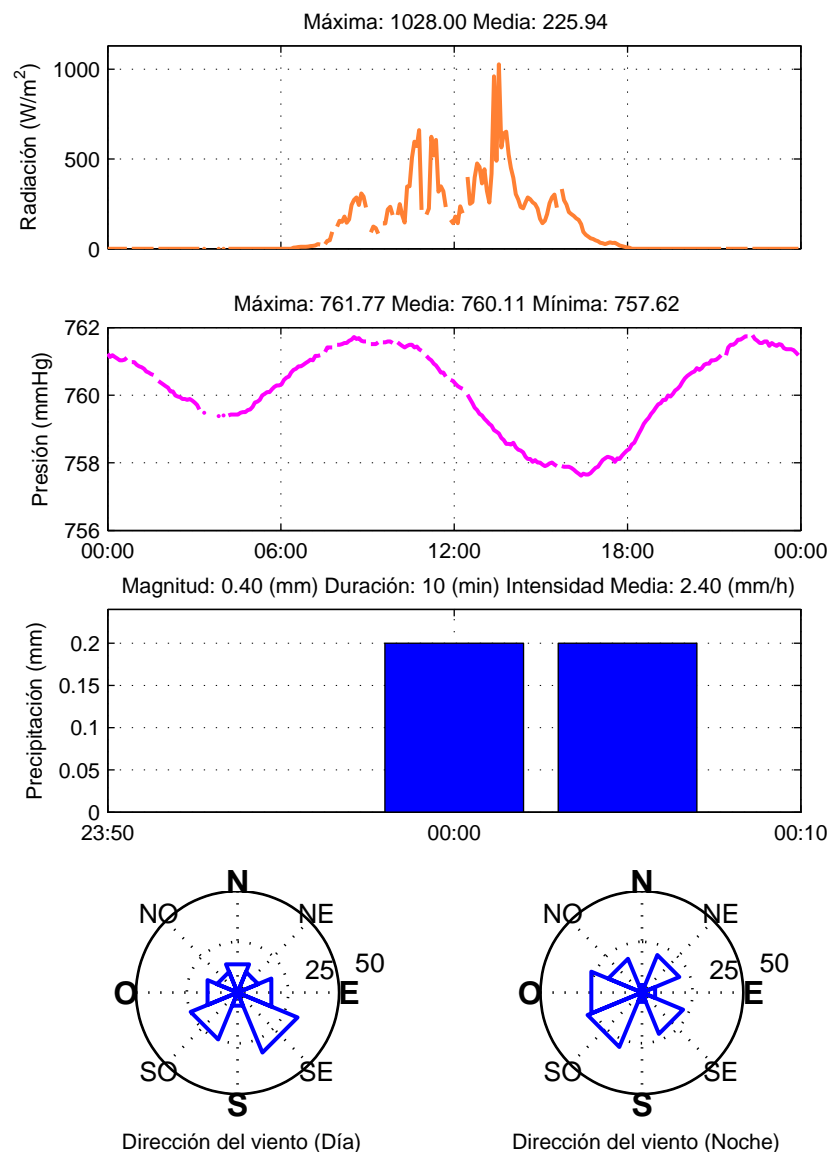 Máxima: 1028.00 Media: 225.94
1000
500
0
Radiación (W/m²)
Máxima: 761.77 Media: 760.11 Mínima: 757.62
762
760
758
756
Presión (mmHg)
00:00 06:00 12:00 18:00 00:00
Magnitud: 0.40 (mm) Duración: 10 (min) Intensidad Media: 2.40 (mm/h)
0.2
0.15
0.1
0.05
0
Precipitación (mm)
23:50 00:00 00:10
N
NO NE
25 50
O E
SO SE
S
Dirección del viento (Día)
N
NO NE
25 50
O E
SO SE
S
Dirección del viento (Noche)